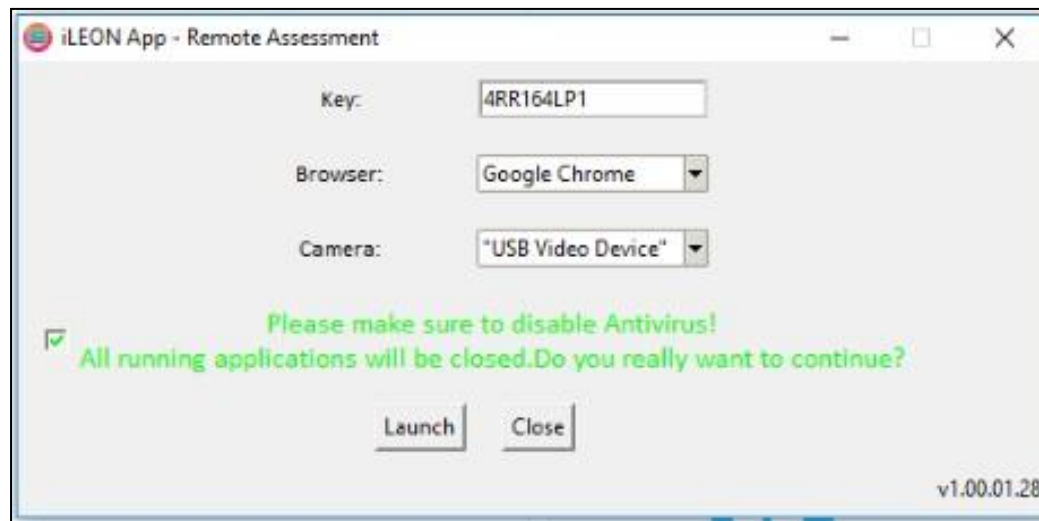 iLEON App - Remote Assessment
Key: 4RR164LP1
Browser: Google Chrome
Camera: "USB Video Device"
Please make sure to disable Antivirus!
All running applications will be closed.Do you really want to continue?
Launch Close
v1.00.01.28